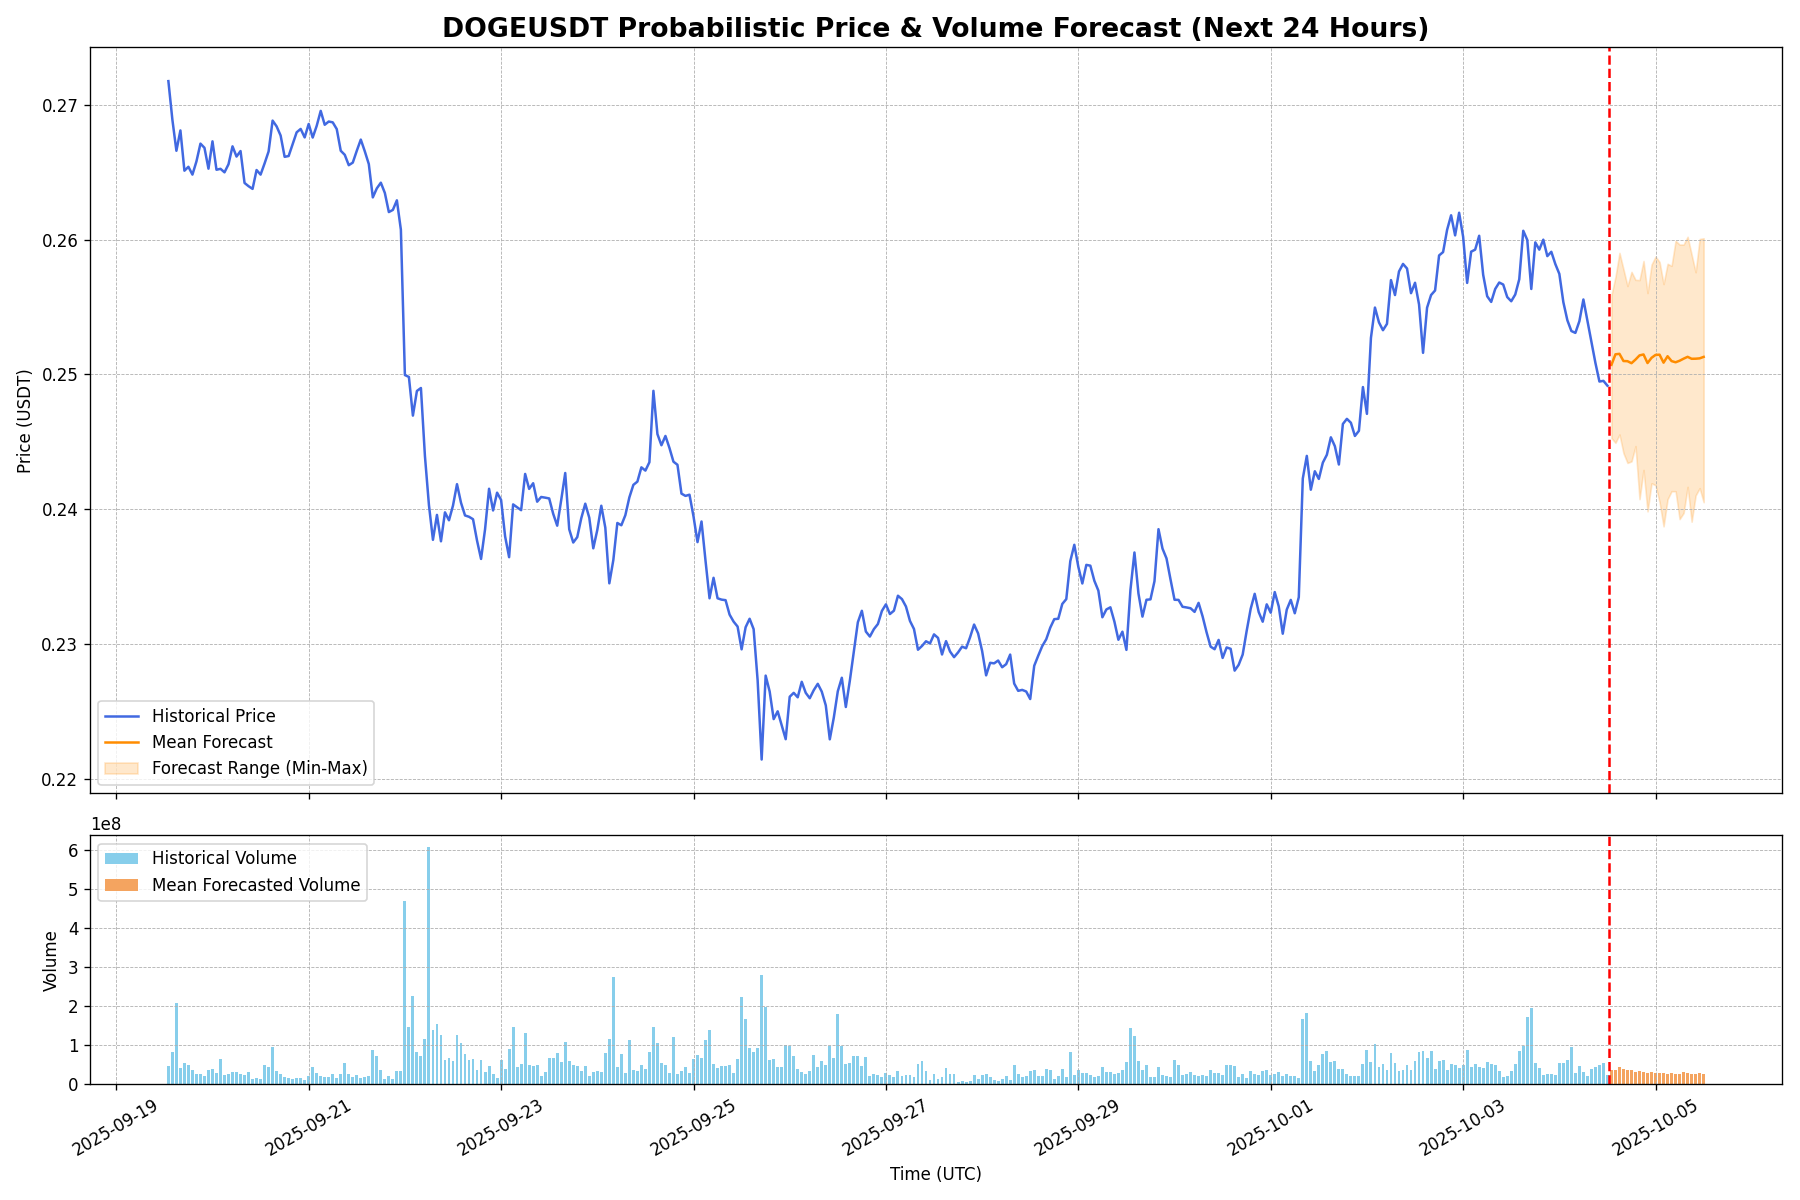 DOGEUSDT Probabilistic Price & Volume Forecast (Next 24 Hours)
Price (USDT)
0.27
0.26
0.25
0.24
0.23
0.22
Historical Price
Mean Forecast
Forecast Range (Min-Max)
1e8
Volume
6
5
4
3
2
1
0
Historical Volume
Mean Forecasted Volume
2025-09-19
2025-09-21
2025-09-23
2025-09-25
2025-09-27
2025-09-29
2025-10-01
2025-10-03
2025-10-05
Time (UTC)